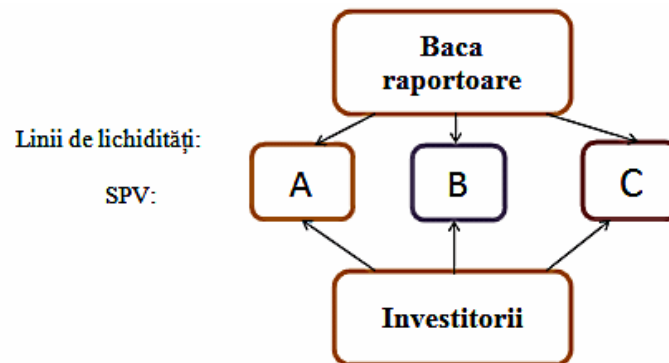 Baca
raportoare
Linii de lichidități:
SPV:
A
B
C
Investitorii